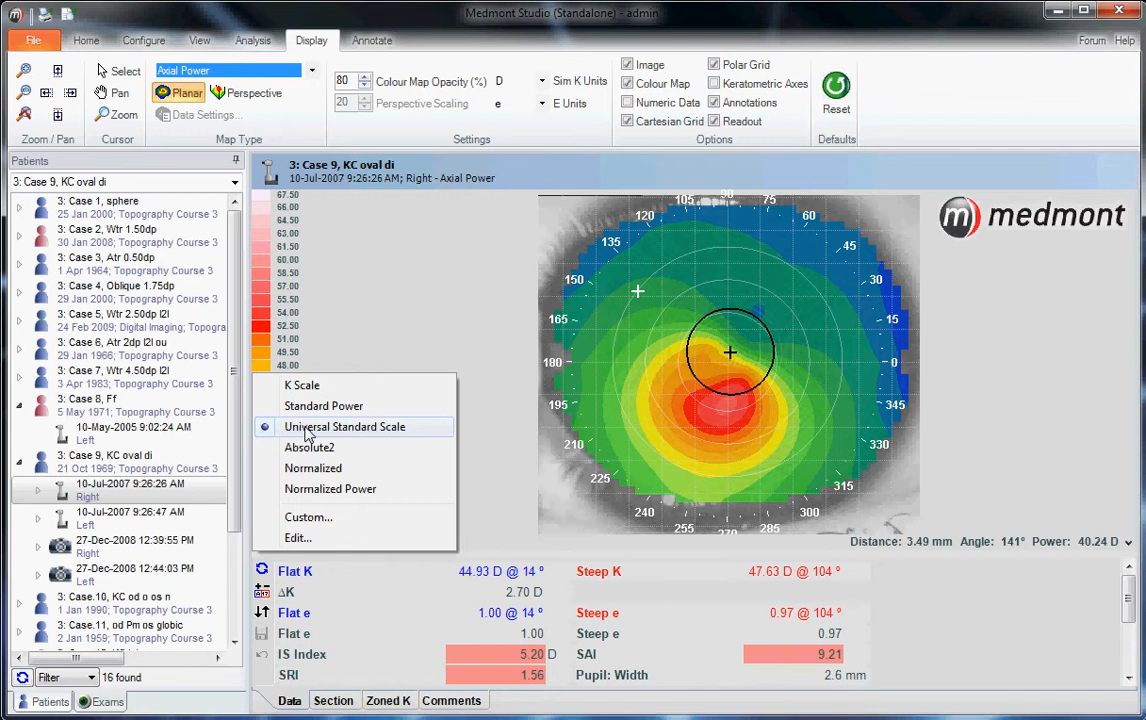 Medmont Studio (Standalone) - admin
File Home Configure View Analysis Display Annotate Forum Help
Select
Pan
Zoom
Zoom / Pan
Cursor
Axial Power
Planar Perspective
Data Settings...
Map Type
80 Colour Map Opacity (%) D Sim K Units
20 Perspective Scaling e E Units
Settings
Image Polar Grid
Colour Map Keratometric Axes
Numeric Data Annotations
Cartesian Grid Readout
Options
Reset
Defaults
Patients
3: Case 9, KC oval di
3: Case 1, sphere
25 Jan 2000; Topography Course 3
3: Case 2, Wtr 1.50dp
30 Jan 2008; Topography Course 3
3: Case 3, Atr 0.50dp
1 Apr 1964; Topography Course 3
3: Case 4, Oblique 1.75dp
29 Jan 2000; Topography Course 3
3: Case 5, Wtr 2.50dp l2l
24 Feb 2009; Digital Imaging; Topogra
3: Case 6, Atr 2dp l2l ou
29 Jan 1966; Topography Course 3
3: Case 7, Wtr 4.50dp l2l
3 Apr 1983; Topography Course 3
3: Case 8, Ff
5 May 1971; Topography Course 3
10-May-2005 9:02:24 AM
Left
3: Case 9, KC oval di
21 Oct 1969; Topography Course 3
10-Jul-2007 9:26:26 AM
Right
10-Jul-2007 9:26:47 AM
Left
27-Dec-2008 12:39:55 PM
Right
27-Dec-2008 12:44:03 PM
Left
3: Case.10, KC od o os n
1 Jan 1990; Topography Course 3
3: Case.11, od Pm os globic
2 Jan 1959; Topography Course 3
Filter 16 found
Patients Exams
3: Case 9, KC oval di
10-Jul-2007 9:26:26 AM; Right - Axial Power
67.50
66.00
64.50
63.00
61.50
60.00
58.50
57.00
55.50
54.00
52.50
51.00
49.50
48.00
K Scale
Standard Power
Universal Standard Scale
Absolute2
Normalized
Normalized Power
Custom...
Edit...
105 90 75
120 60
135 45
150 30
165 15
180 0
195 345
210 330
225 315
240 300
255 270 285
m medmont
Distance: 3.49 mm Angle: 141° Power: 40.24 D
Flat K 44.93 D @ 14 ° Steep K 47.63 D @ 104 °
ΔK 2.70 D
Flat e 1.00 @ 14 ° Steep e 0.97 @ 104 °
Flat e 1.00 Steep e 0.97
IS Index 5.20 D SAI 9.21
SRI 1.56 Pupil: Width 2.6 mm
Data Section Zoned K Comments